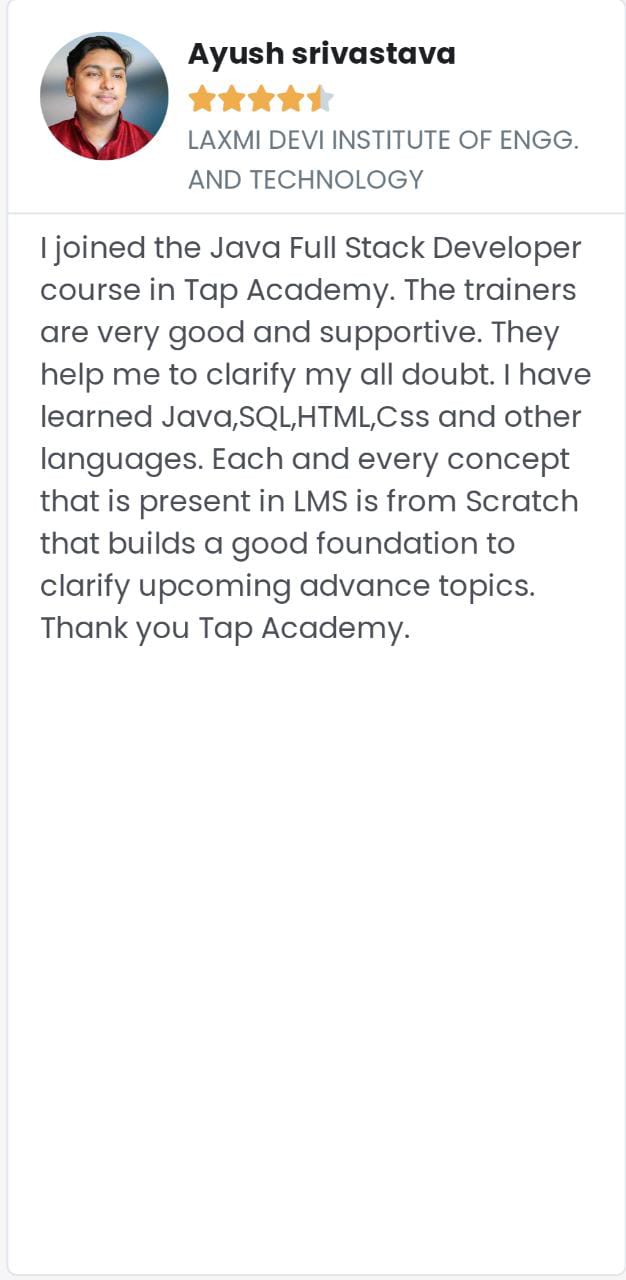 Ayush srivastava
LAXMI DEVI INSTITUTE OF ENGG.
AND TECHNOLOGY
I joined the Java Full Stack Developer
course in Tap Academy. The trainers
are very good and supportive. They
help me to clarify my all doubt. I have
learned Java,SQL,HTML,Css and other
languages. Each and every concept
that is present in LMS is from Scratch
that builds a good foundation to
clarify upcoming advance topics.
Thank you Tap Academy.